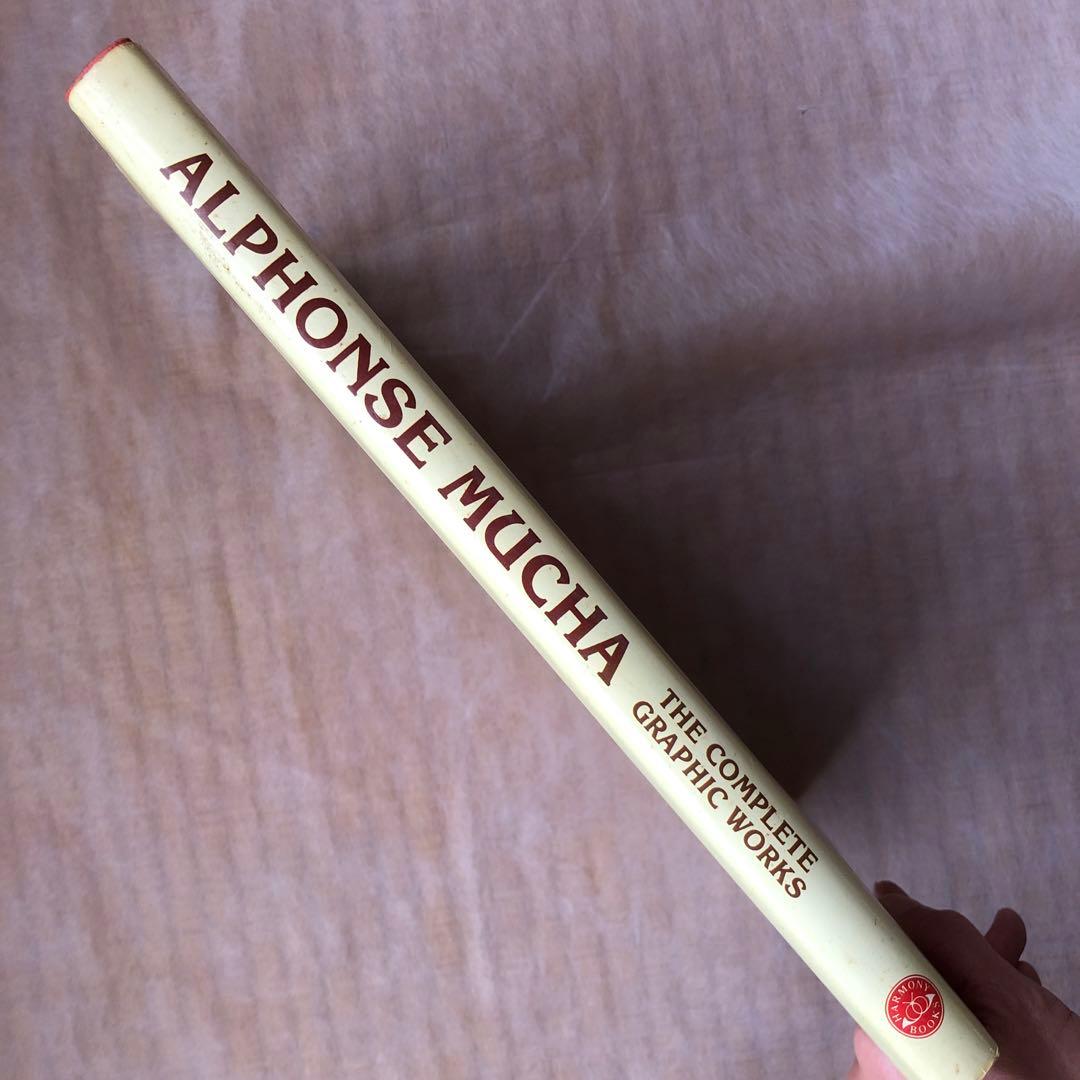 ALPHONSE MUCHA
THE COMPLETE
GRAPHIC WORKS
HARMONY
BOOKS